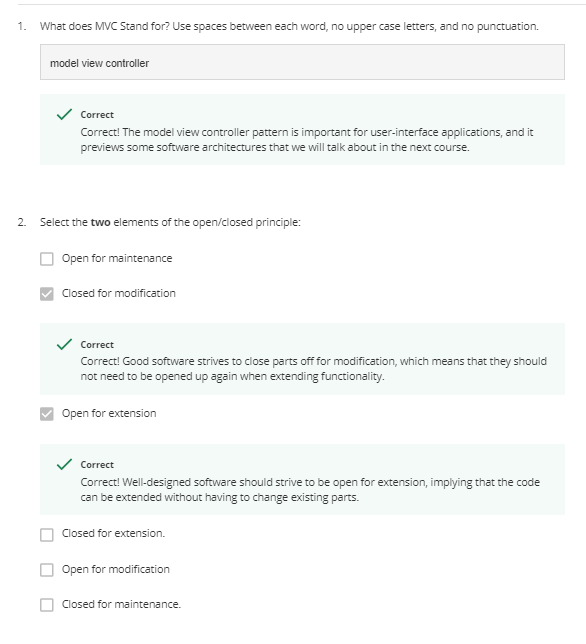 1. What does MVC Stand for? Use spaces between each word, no upper case letters, and no punctuation.
model view controller
Correct
Correct! The model view controller pattern is important for user-interface applications, and it
previews some software architectures that we will talk about in the next course.
2. Select the two elements of the open/closed principle:
Open for maintenance
Closed for modification
Correct
Correct! Good software strives to close parts off for modification, which means that they should
not need to be opened up again when extending functionality.
Open for extension
Correct
Correct! Well-designed software should strive to be open for extension, implying that the code
can be extended without having to change existing parts.
Closed for extension.
Open for modification
Closed for maintenance.